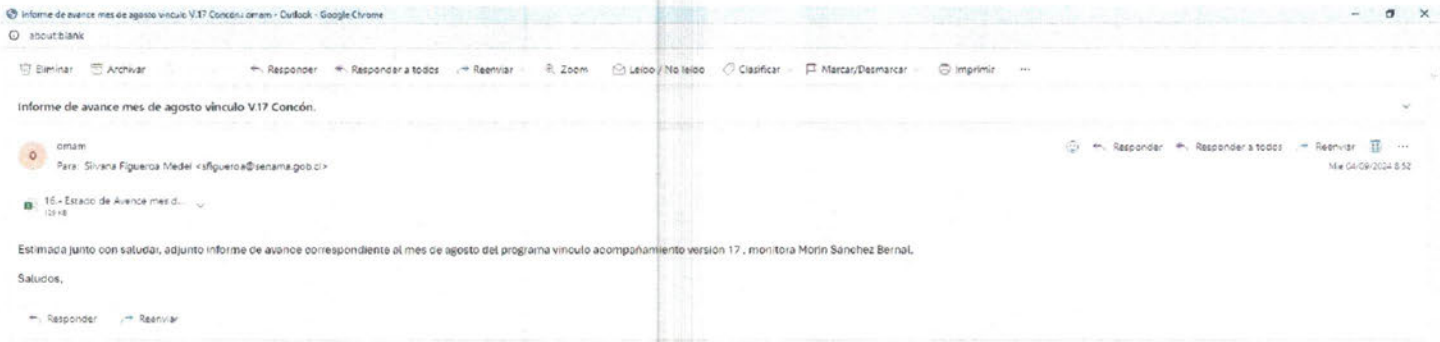 Informe de avance mes de agosto vinculo V.17 Concón. omam - Outlook - Google Chrome
about:blank
Eliminar Archivar Responder Responder a todos Reenviar Zoom Leído / No leído Clasificar Marcar/Desmarcar Imprimir ...
Informe de avance mes de agosto vinculo V.17 Concón.
O omam Responder Responder a todos Reenviar ...
Para: Silvana Figueroa Medel <sfigueroa@senama.gob.cl> Mié 04/09/2024 8:52
16.- Estado de Avance mes d...
129 KB
Estimada junto con saludar, adjunto informe de avance correspondiente al mes de agosto del programa vinculo acompañamiento versión 17 , monitora Morin Sanchez Bernal.
Saludos,
Responder Reenviar